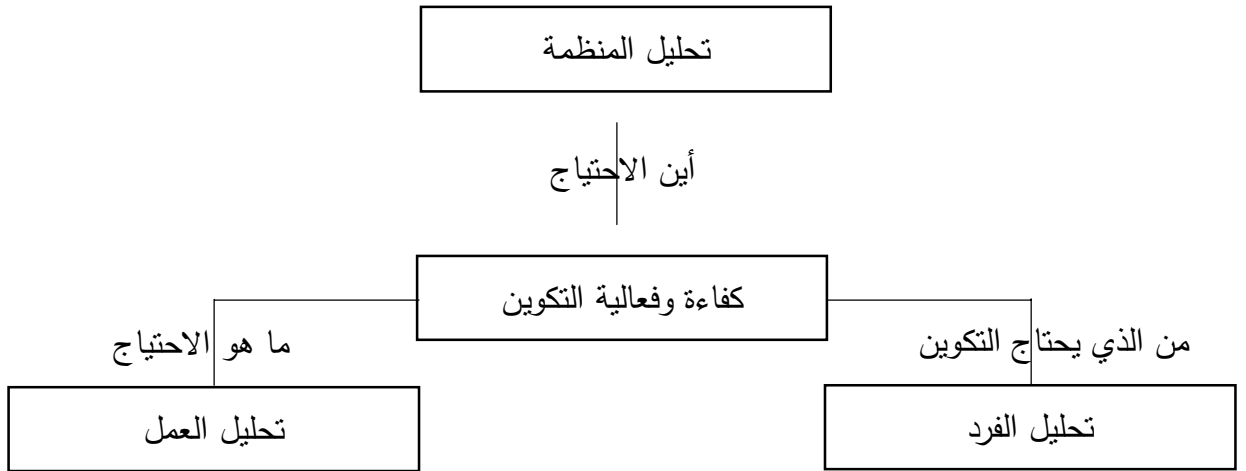 تحليل المنظمة
أين الاحتياج
كفاءة وفعالية التكوين
من الذي يحتاج التكوين
ما هو الاحتياج
تحليل الفرد
تحليل العمل